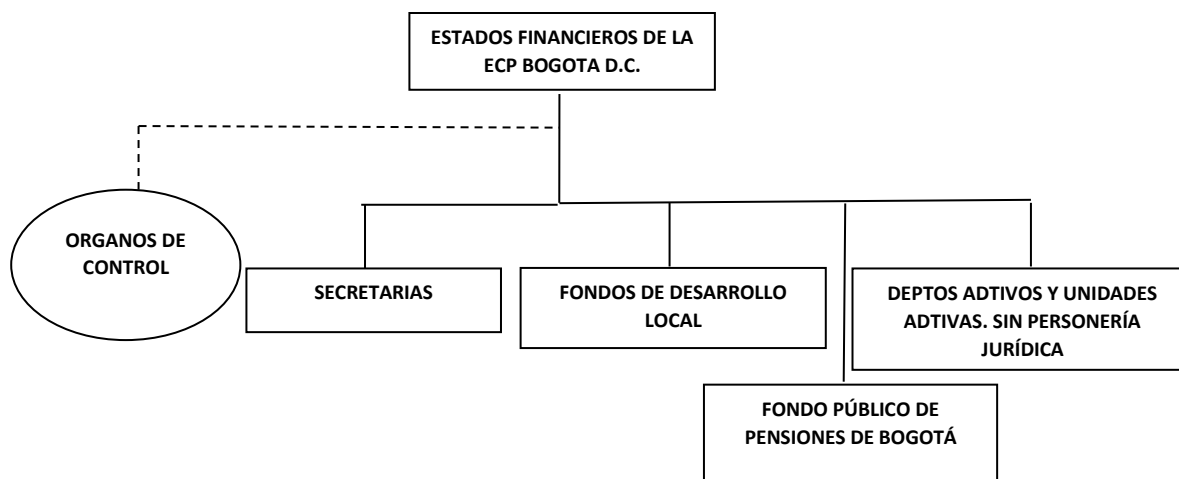 ESTADOS FINANCIEROS DE LA
ECP BOGOTA D.C.
ORGANOS DE
CONTROL
SECRETARIAS
FONDOS DE DESARROLLO
LOCAL
DEPTOS ADTIVOS Y UNIDADES
ADTIVAS. SIN PERSONERÍA
JURÍDICA
FONDO PÚBLICO DE
PENSIONES DE BOGOTÁ